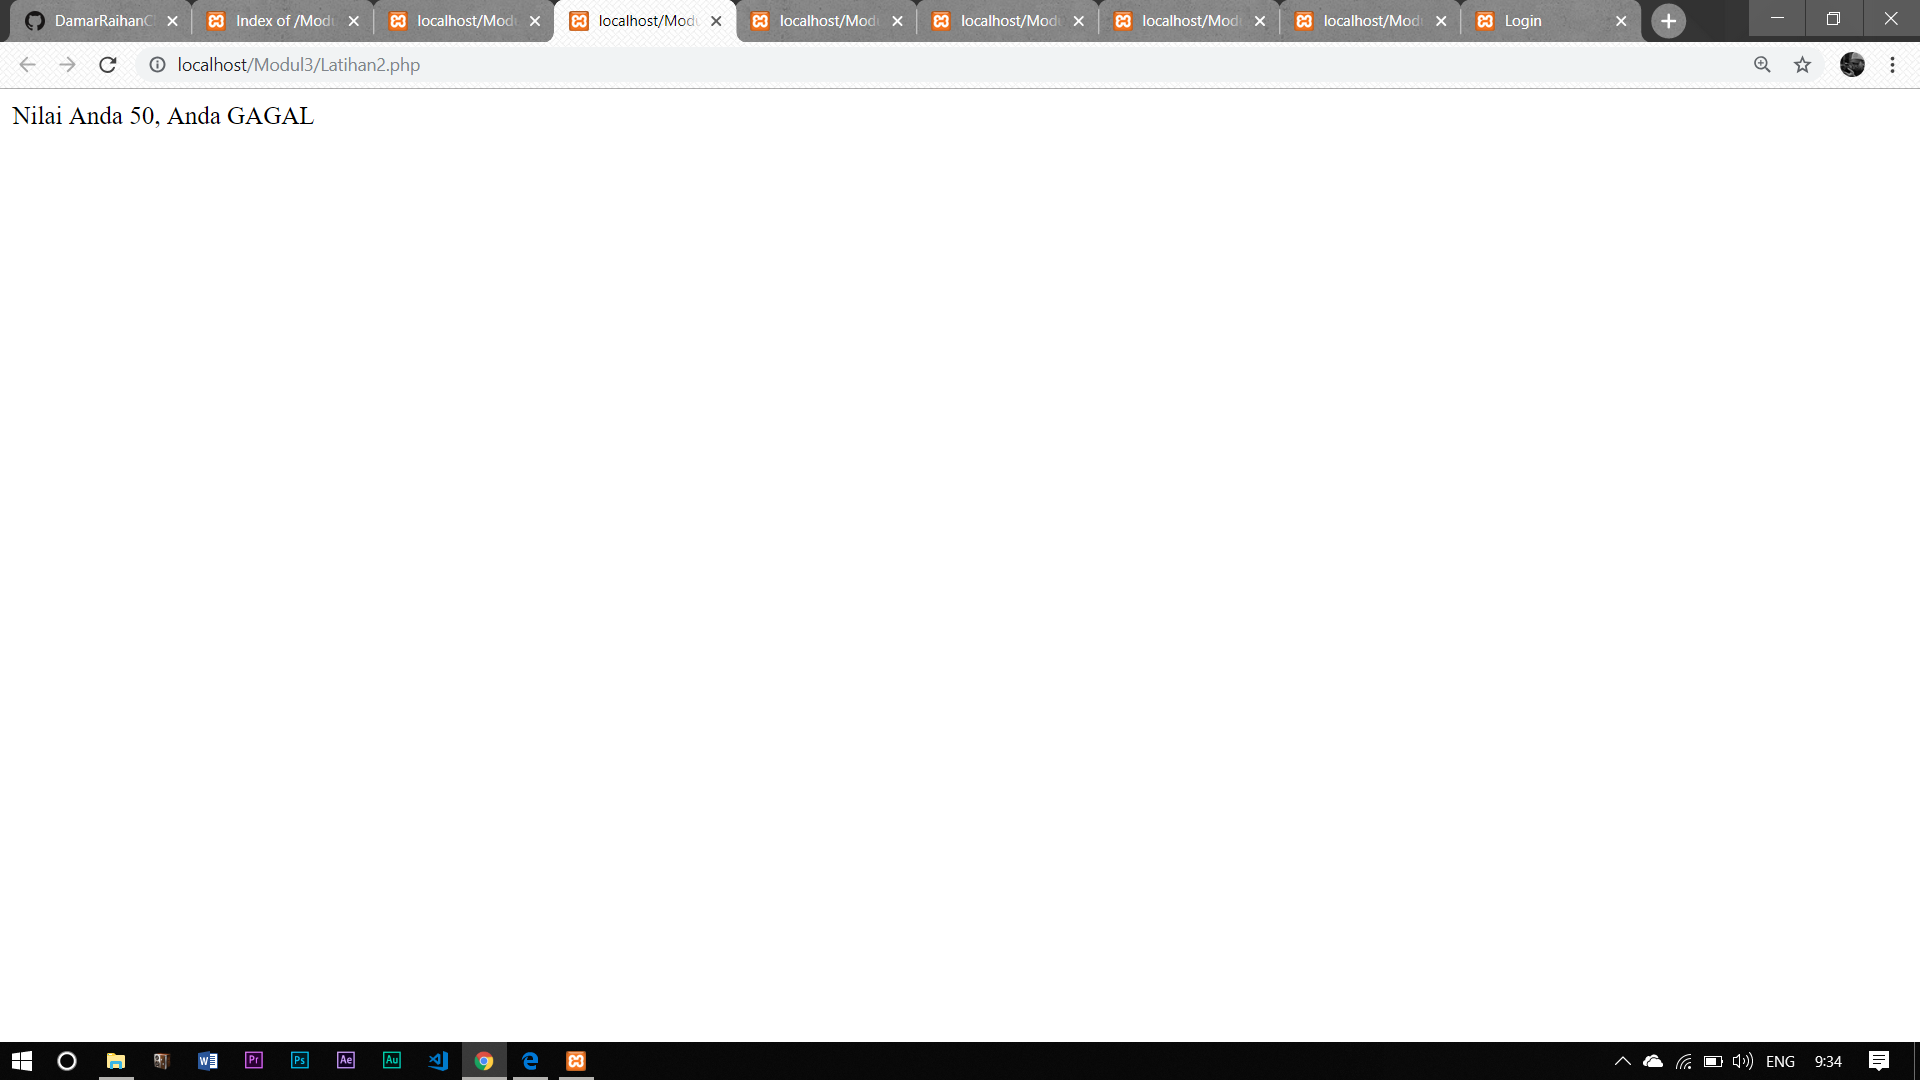 DamarRaihanC
Index of /Modu
localhost/Modu
localhost/Modu
localhost/Modu
localhost/Modu
localhost/Modu
localhost/Modu
Login
localhost/Modul3/Latihan2.php
Nilai Anda 50, Anda GAGAL
W Pr Ps Ae Au
ENG 9:34